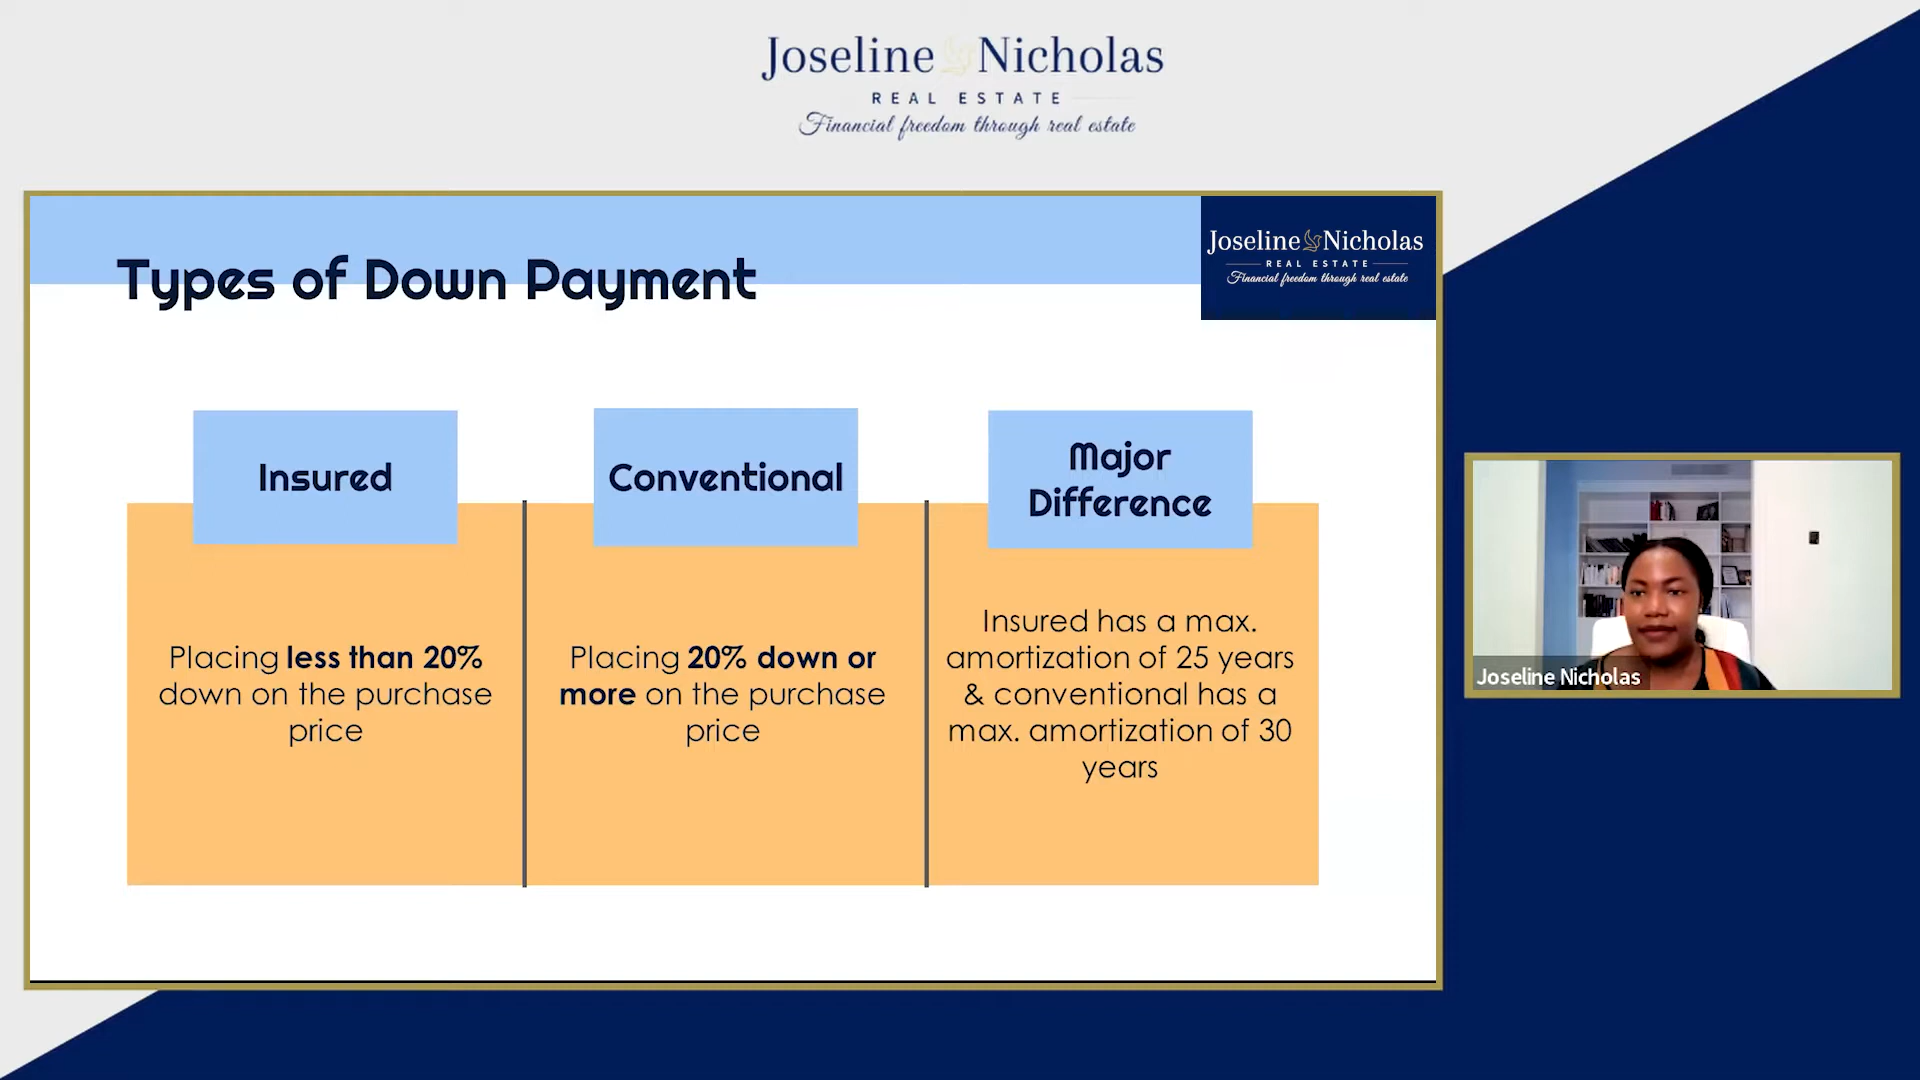 Joseline Nicholas
REAL ESTATE
Financial freedom through real estate
Joseline Nicholas
REAL ESTATE
Financial freedom through real estate
Types of Down Payment
Insured
Placing less than 20%
down on the purchase
price
Conventional
Placing 20% down or
more on the purchase
price
Major
Difference
Insured has a max.
amortization of 25 years
& conventional has a
max. amortization of 30
years
Joseline Nicholas